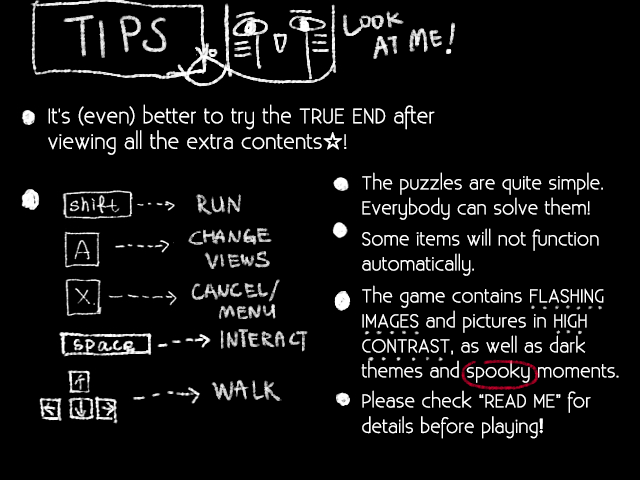 TIPS
LOOK
AT ME!
It's (even) better to try the TRUE END after
viewing all the extra contents☆!
shift RUN
A CHANGE
VIEWS
X CANCEL/
MENU
space INTERACT
↑
← ↓ → WALK
The puzzles are quite simple.
Everybody can solve them!
Some items will not function
automatically.
The game contains FLASHING
IMAGES and pictures in HIGH
CONTRAST, as well as dark
themes and spooky moments.
Please check "READ ME" for
details before playing!